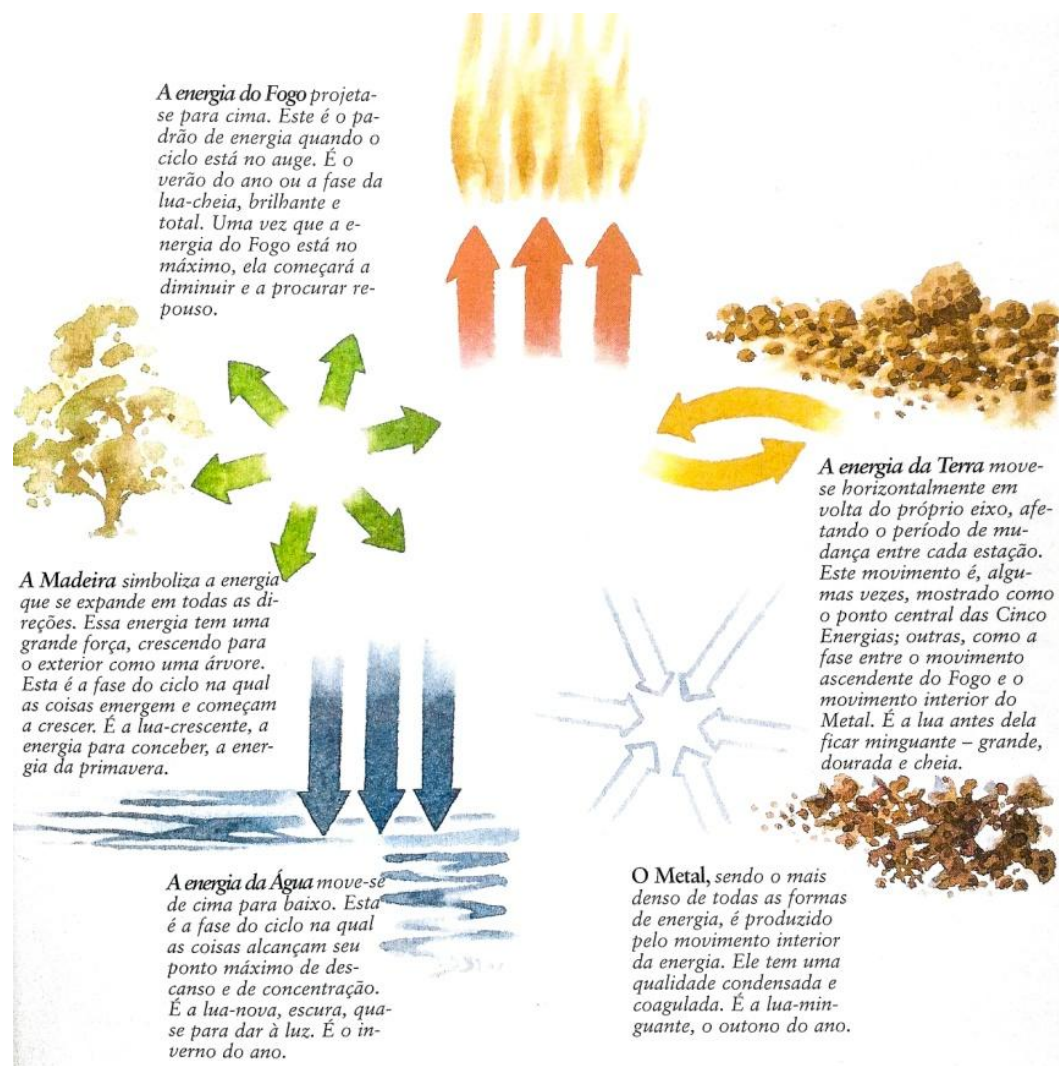 A energia do Fogo projeta-
se para cima. Este é o pa-
drão de energia quando o
ciclo está no auge. É o
verão do ano ou a fase da
lua-cheia, brilhante e
total. Uma vez que a e-
nergia do Fogo está no
máximo, ela começará a
diminuir e a procurar re-
pouso.
A energia da Terra move-
se horizontalmente em
volta do próprio eixo, afe-
tando o período de mu-
dança entre cada estação.
Este movimento é, algu-
mas vezes, mostrado como
o ponto central das Cinco
Energias; outras, como a
fase entre o movimento
ascendente do Fogo e o
movimento interior do
Metal. É a lua antes dela
ficar minguante – grande,
dourada e cheia.
A Madeira simboliza a energia
que se expande em todas as di-
reções. Essa energia tem uma
grande força, crescendo para
o exterior como uma árvore.
Esta é a fase do ciclo na qual
as coisas emergem e começam
a crescer. É a lua-crescente, a
energia para conceber, a ener-
gia da primavera.
A energia da Água move-se
de cima para baixo. Esta
é a fase do ciclo na qual
as coisas alcançam seu
ponto máximo de des-
canso e de concentração.
É a lua-nova, escura, qua-
se para dar à luz. É o in-
verno do ano.
O Metal, sendo o mais
denso de todas as formas
de energia, é produzido
pelo movimento interior
da energia. Ele tem uma
qualidade condensada e
coagulada. É a lua-min-
guante, o outono do ano.